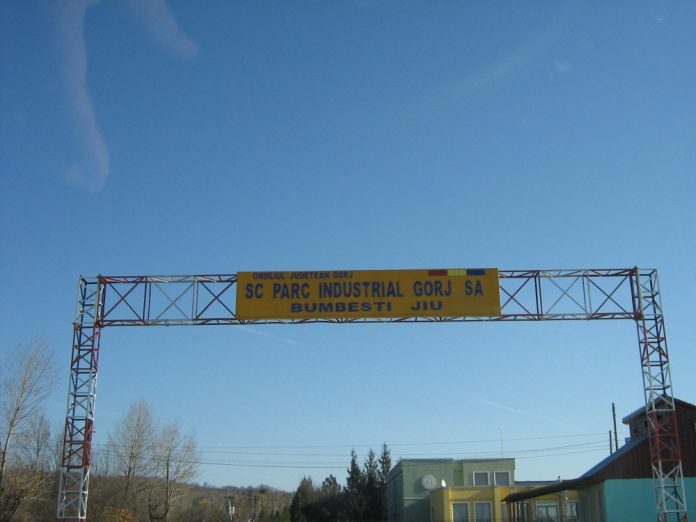 ONSILIUL JUDETEAN GORJ
SC PARC INDUSTRIAL GORJ SA
BUMBESTI JIU